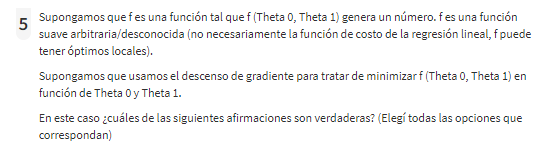 5
Supongamos que f es una función tal que f (Theta 0, Theta 1) genera un número. f es una función
suave arbitraria/desconocida (no necesariamente la función de costo de la regresión lineal, f puede
tener óptimos locales).
Supongamos que usamos el descenso de gradiente para tratar de minimizar f (Theta 0, Theta 1) en
función de Theta 0 y Theta 1.
En este caso ¿cuáles de las siguientes afirmaciones son verdaderas? (Elegí todas las opciones que
correspondan)